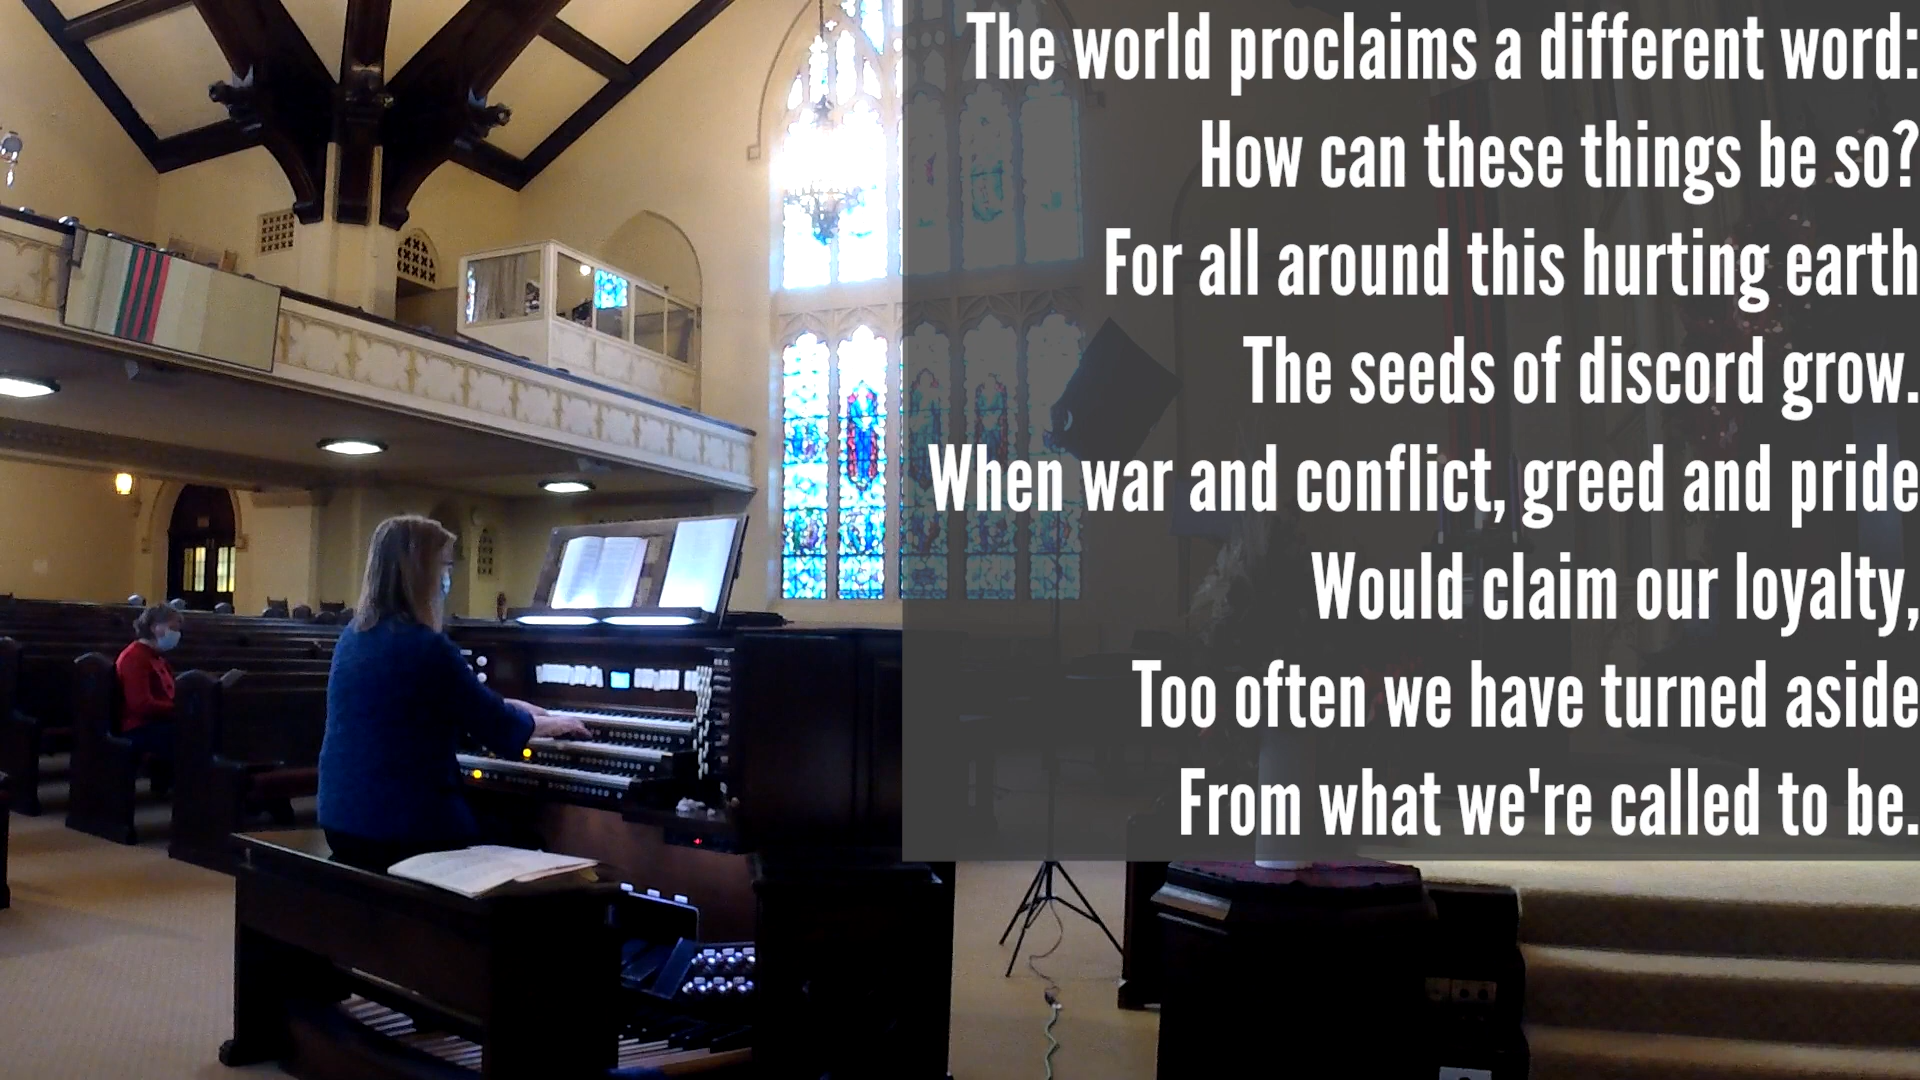 The world proclaims a different word:
How can these things be so?
For all around this hurting earth
The seeds of discord grow.
When war and conflict, greed and pride
Would claim our loyalty,
Too often we have turned aside
From what we're called to be.